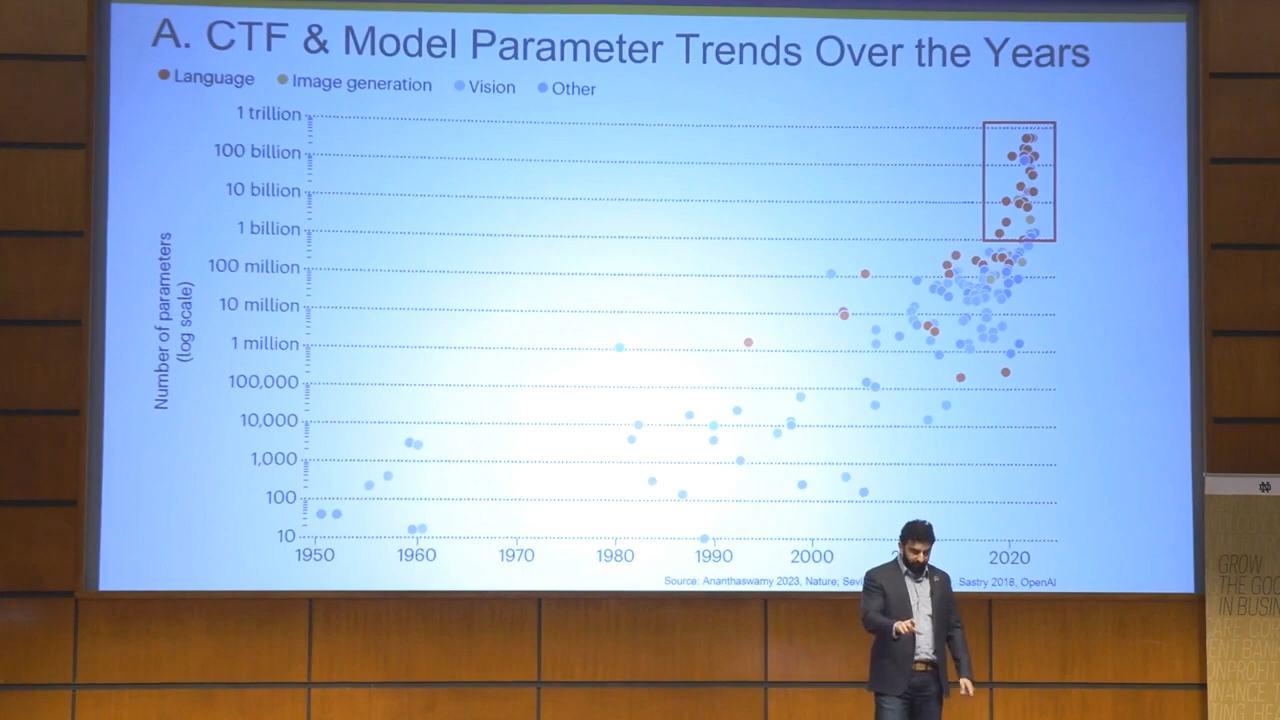 A. CTF & Model Parameter Trends Over the Years
Language Image generation Vision Other
1 trillion
100 billion
10 billion
1 billion
100 million
10 million
1 million
100,000
10,000
1,000
100
10
Number of parameters
(log scale)
1950 1960 1970 1980 1990 2000 2020
Source: Ananthaswamy 2023, Nature; Sastry 2018, OpenAI
GROW
THE GOO
IN BUSIN